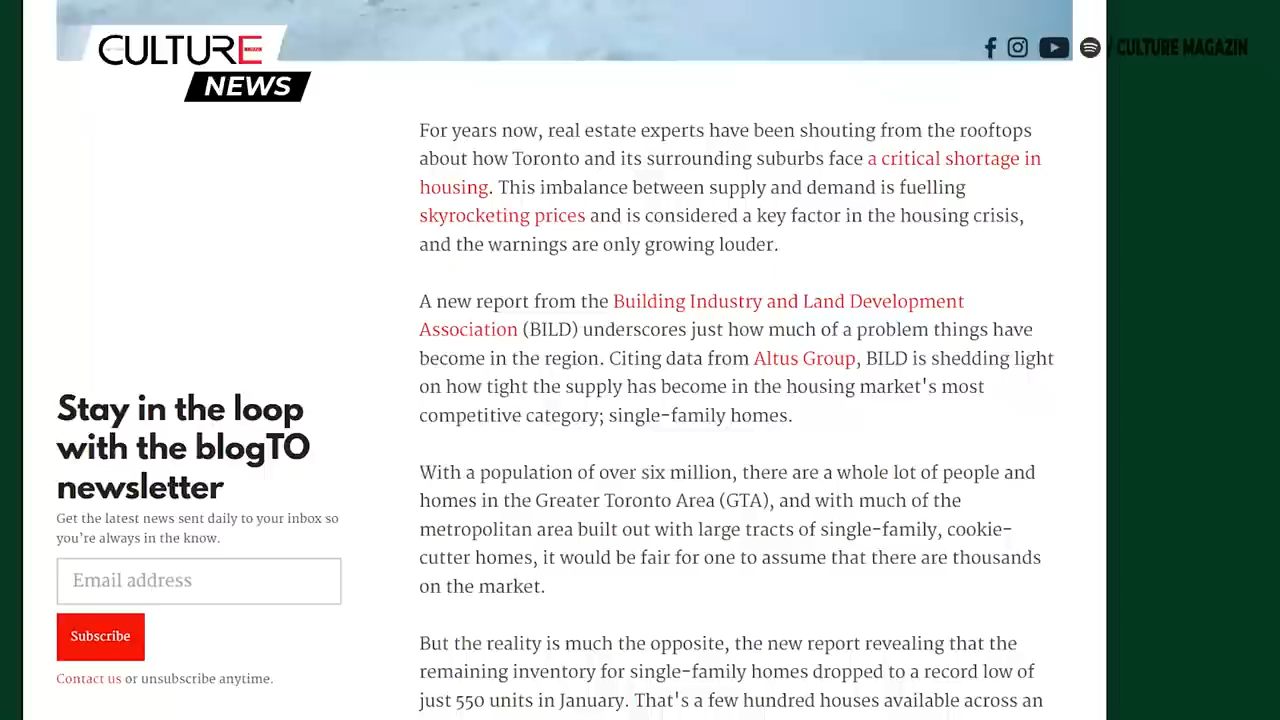 CULTURE
NEWS
/ CULTURE MAGAZIN
For years now, real estate experts have been shouting from the rooftops
about how Toronto and its surrounding suburbs face a critical shortage in
housing. This imbalance between supply and demand is fuelling
skyrocketing prices and is considered a key factor in the housing crisis,
and the warnings are only growing louder.
A new report from the Building Industry and Land Development
Association (BILD) underscores just how much of a problem things have
become in the region. Citing data from Altus Group, BILD is shedding light
on how tight the supply has become in the housing market's most
competitive category; single-family homes.
With a population of over six million, there are a whole lot of people and
homes in the Greater Toronto Area (GTA), and with much of the
metropolitan area built out with large tracts of single-family, cookie-
cutter homes, it would be fair for one to assume that there are thousands
on the market.
But the reality is much the opposite, the new report revealing that the
remaining inventory for single-family homes dropped to a record low of
just 550 units in January. That's a few hundred houses available across an
Stay in the loop
with the blogTO
newsletter
Get the latest news sent daily to your inbox so
you're always in the know.
Email address
Subscribe
Contact us or unsubscribe anytime.